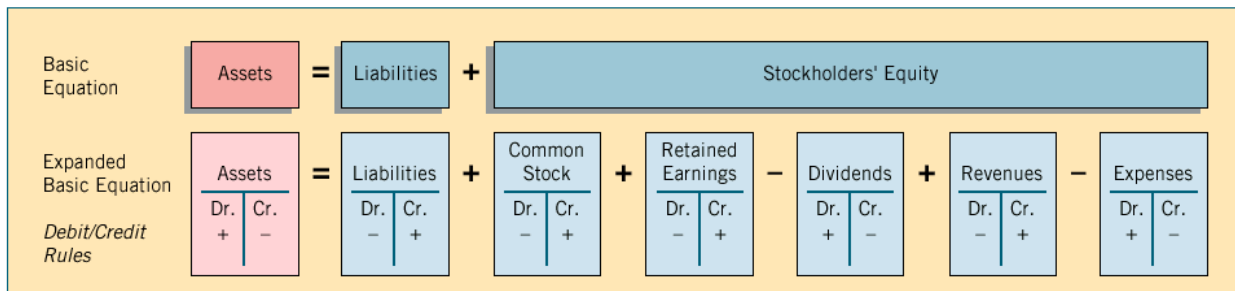 Basic
Equation
Assets = Liabilities + Stockholders' Equity
Expanded
Basic Equation
Debit/Credit
Rules
Assets = Liabilities + Common Stock + Retained Earnings − Dividends + Revenues − Expenses
Dr. Cr. Dr. Cr. Dr. Cr. Dr. Cr. Dr. Cr. Dr. Cr. Dr. Cr.
+ − − + − + − + + − − + + −